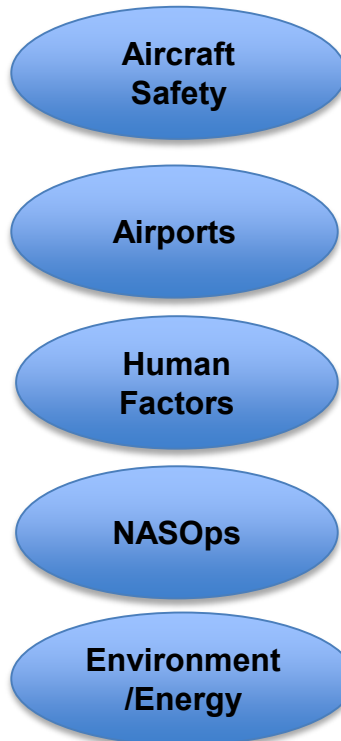 Aircraft
Safety
Airports
Human
Factors
NASOps
Environment
/Energy